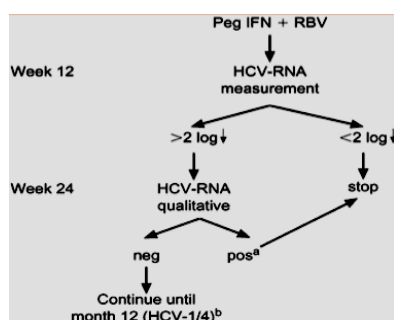 Peg IFN + RBV
Week 12
HCV-RNA
measurement
>2 log↓
<2 log↓
Week 24
HCV-RNA
qualitative
stop
neg
posᵃ
Continue until
month 12 (HCV-1/4)ᵇ